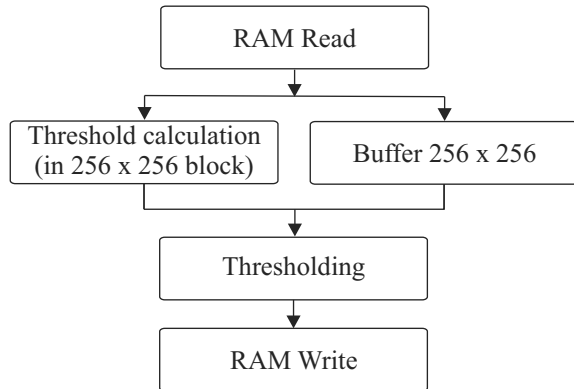 RAM Read
Threshold calculation
(in 256 x 256 block)
Buffer 256 x 256
Thresholding
RAM Write